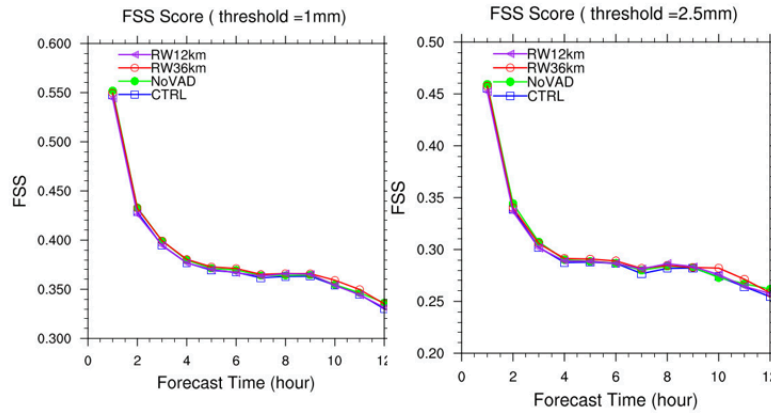 FSS Score ( threshold =1mm)
0.600
0.550
0.500
0.450
0.400
0.350
0.300
FSS
RW12km
RW36km
NoVAD
CTRL
0 2 4 6 8 10 12
Forecast Time (hour)
FSS Score ( threshold =2.5mm)
0.50
0.45
0.40
0.35
0.30
0.25
0.20
FSS
RW12km
RW36km
NoVAD
CTRL
0 2 4 6 8 10 12
Forecast Time (hour)